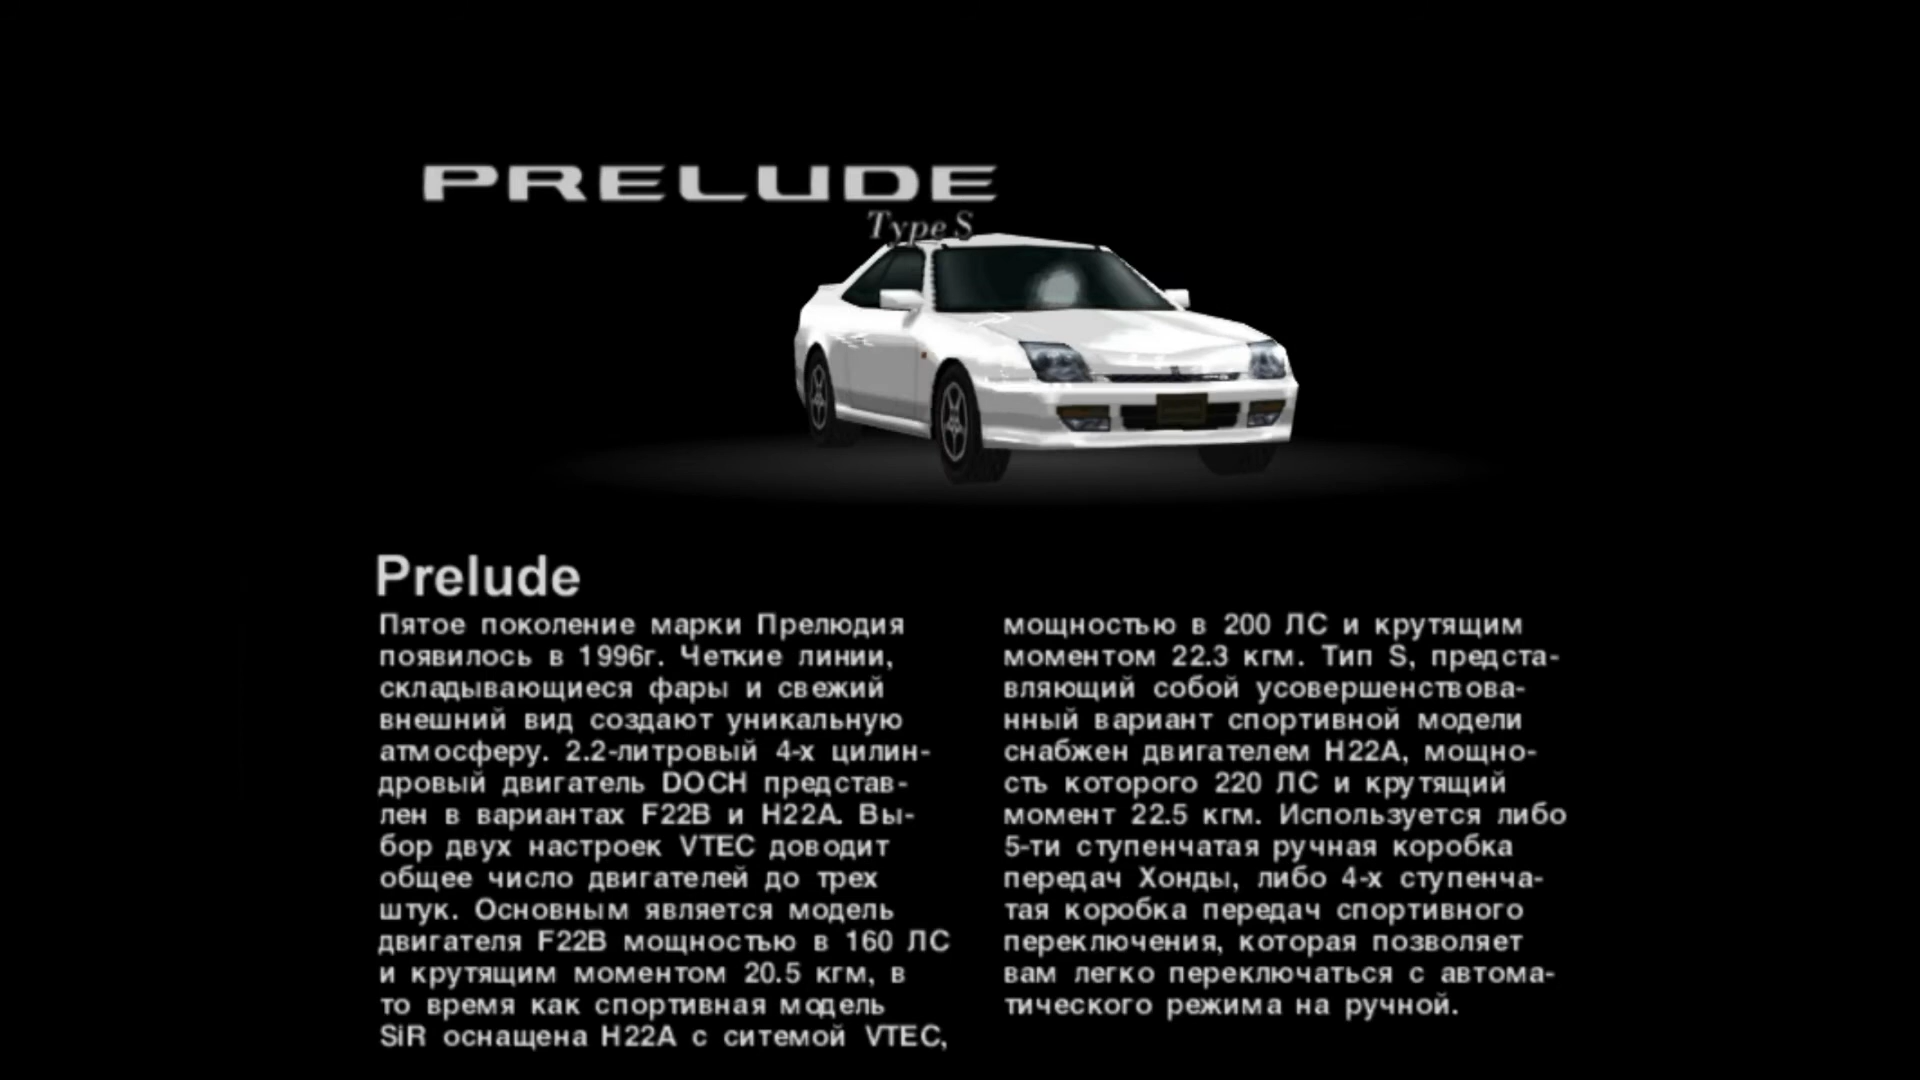 PRELUDE
Type S
Prelude
Пятое поколение марки Прелюдия
появилось в 1996г. Четкие линии,
складывающиеся фары и свежий
внешний вид создают уникальную
атмосферу. 2.2-литровый 4-х цилин-
дровый двигатель DOCH представ-
лен в вариантах F22B и H22A. Вы-
бор двух настроек VTEC доводит
общее число двигателей до трех
штук. Основным является модель
двигателя F22B мощностью в 160 ЛС
и крутящим моментом 20.5 кгм, в
то время как спортивная модель
SiR оснащена H22A с ситемой VTEC,
мощностью в 200 ЛС и крутящим
моментом 22.3 кгм. Тип S, предста-
вляющий собой усовершенствова-
нный вариант спортивной модели
снабжен двигателем H22A, мощно-
сть которого 220 ЛС и крутящий
момент 22.5 кгм. Используется либо
5-ти ступенчатая ручная коробка
передач Хонды, либо 4-х ступенча-
тая коробка передач спортивного
переключения, которая позволяет
вам легко переключаться с автома-
тического режима на ручной.